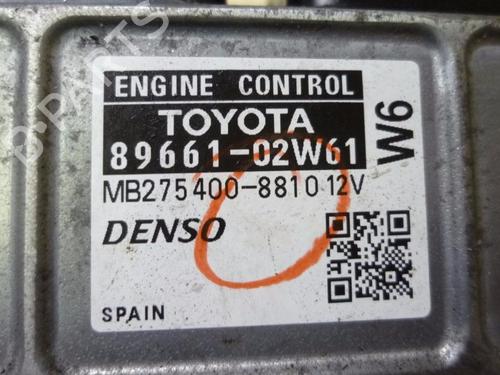 ENGINE CONTROL
TOYOTA
89661-02W61
W6
MB275400-8810 12V
DENSO
SPAIN
B-PARTS